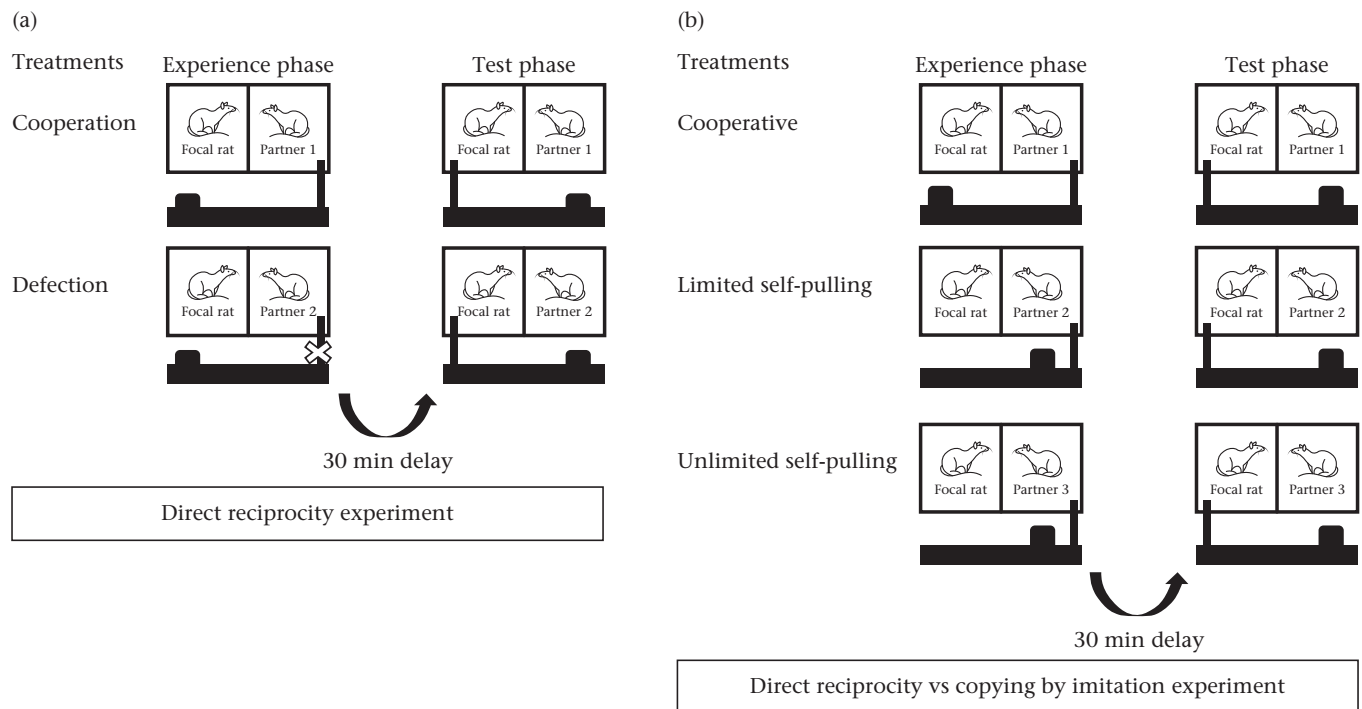 (a)
Treatments Experience phase Test phase
Cooperation
Focal rat Partner 1 Focal rat Partner 1
Defection
Focal rat Partner 2 Focal rat Partner 2
30 min delay
Direct reciprocity experiment
(b)
Treatments Experience phase Test phase
Cooperative
Focal rat Partner 1 Focal rat Partner 1
Limited self-pulling
Focal rat Partner 2 Focal rat Partner 2
Unlimited self-pulling
Focal rat Partner 3 Focal rat Partner 3
30 min delay
Direct reciprocity vs copying by imitation experiment